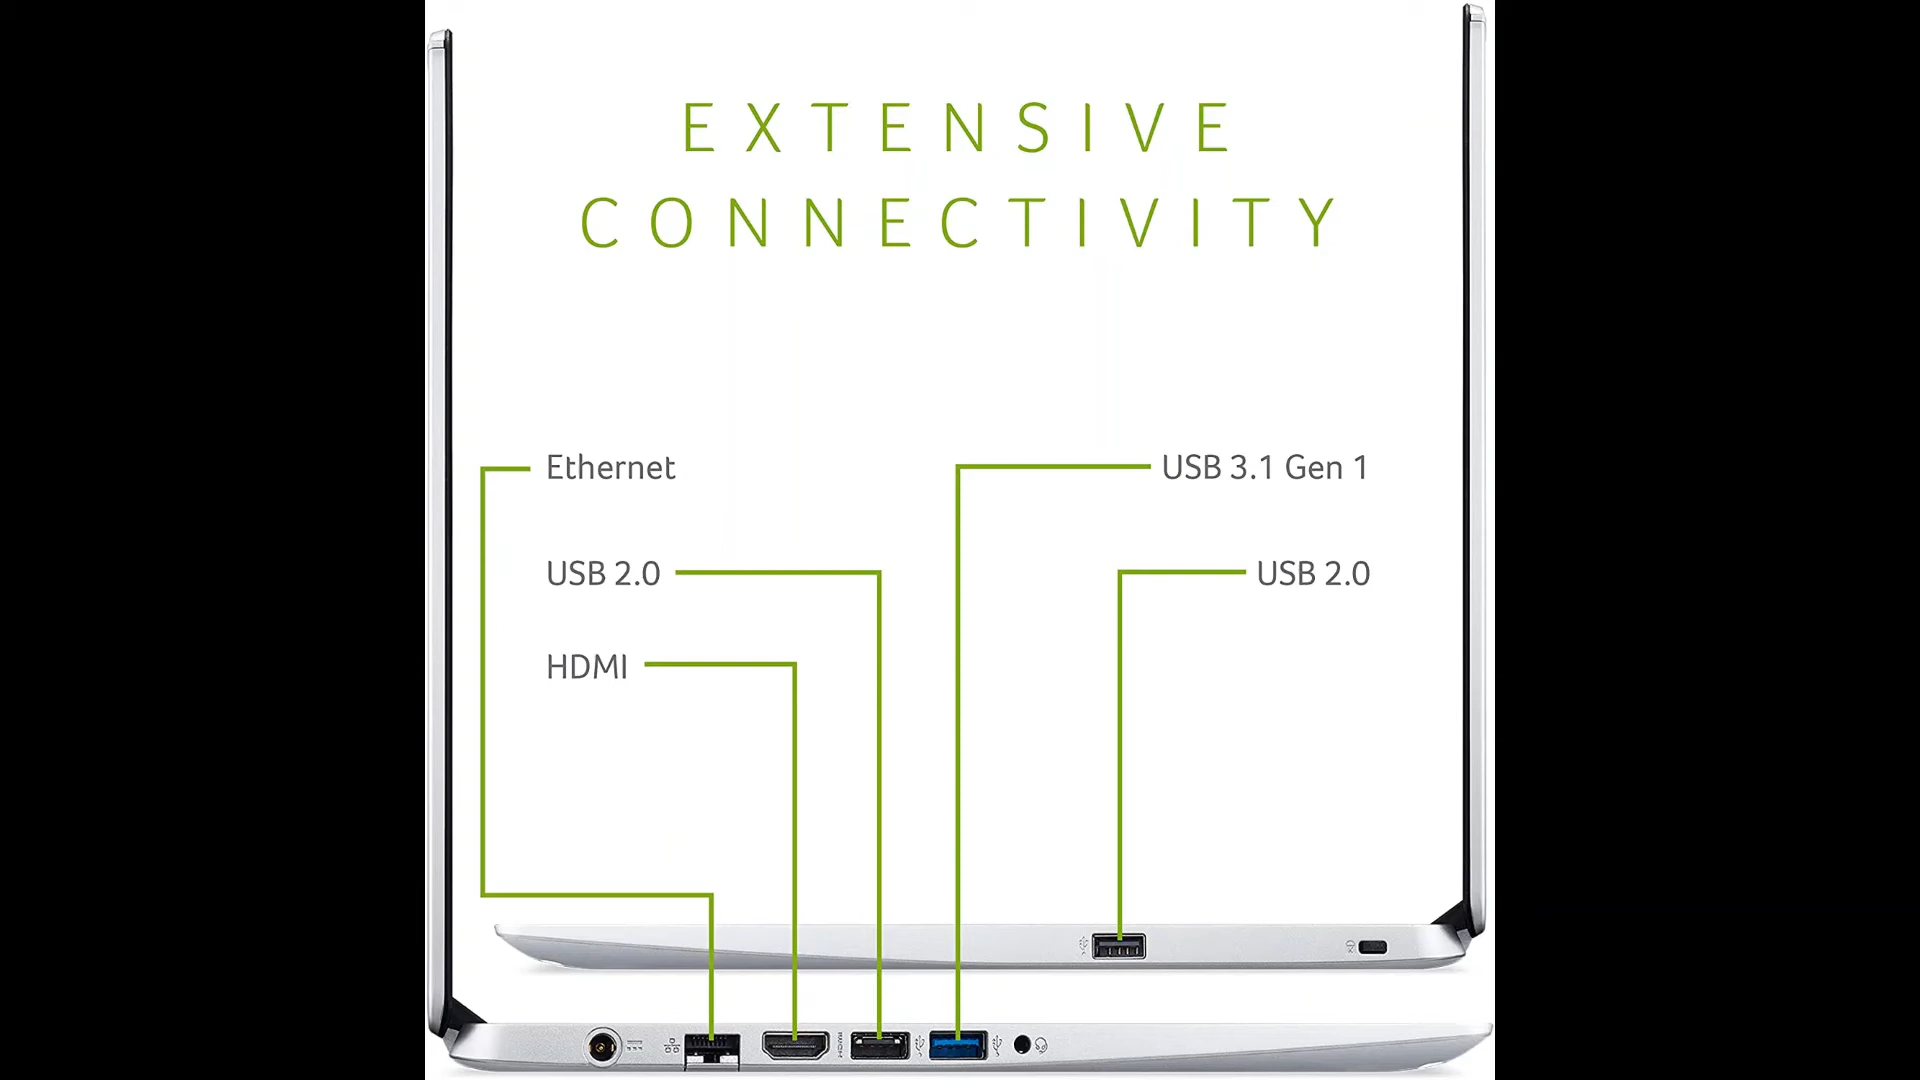 EXTENSIVE
CONNECTIVITY
Ethernet
USB 3.1 Gen 1
USB 2.0
USB 2.0
HDMI